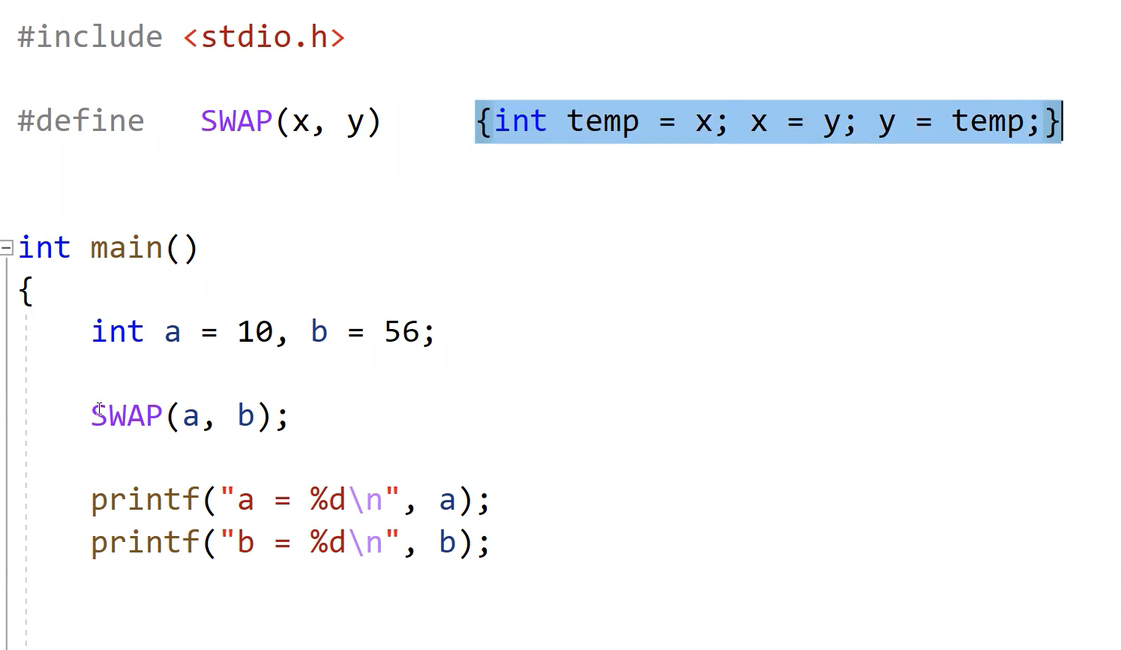 #include <stdio.h>
#define SWAP(x, y) {int temp = x; x = y; y = temp;}
int main()
{
int a = 10, b = 56;
SWAP(a, b);
printf("a = %d\n", a);
printf("b = %d\n", b);